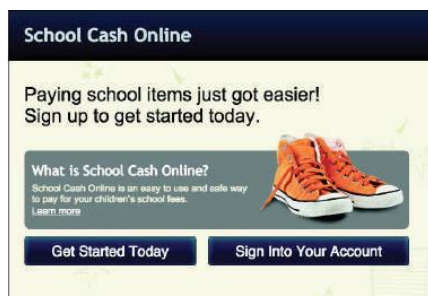 School Cash Online
Paying school items just got easier!
Sign up to get started today.
What is School Cash Online?
School Cash Online is an easy to use and safe way
to pay for your children's school fees.
Learn more
Get Started Today
Sign Into Your Account